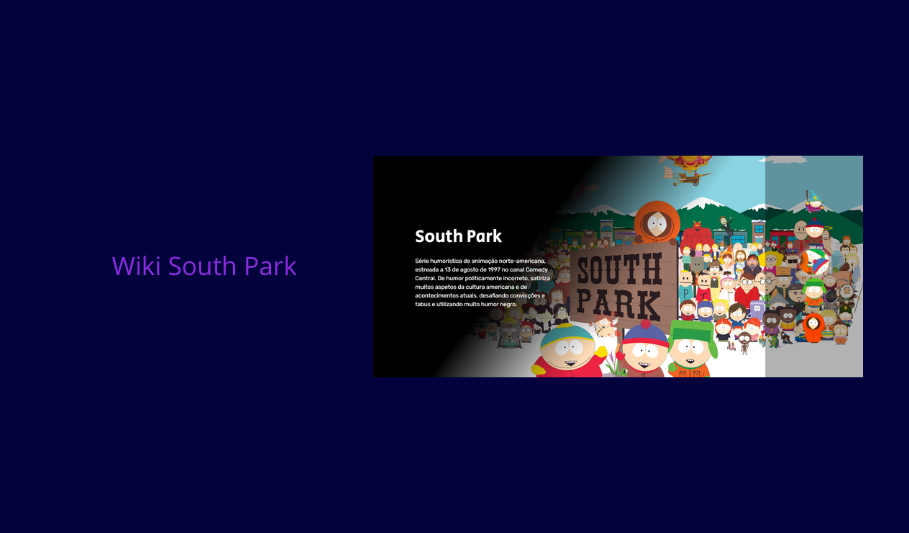 Wiki South Park
South Park
Série humorística de animação norte-americana,
estreada a 13 de agosto de 1997 no canal Comedy
Central. De humor politicamente incorreto, satiriza
muitos aspetos da cultura americana e de
acontecimentos atuais, desafiando convicções e
tabus e utilizando muito humor negro.
SOUTH
PARK